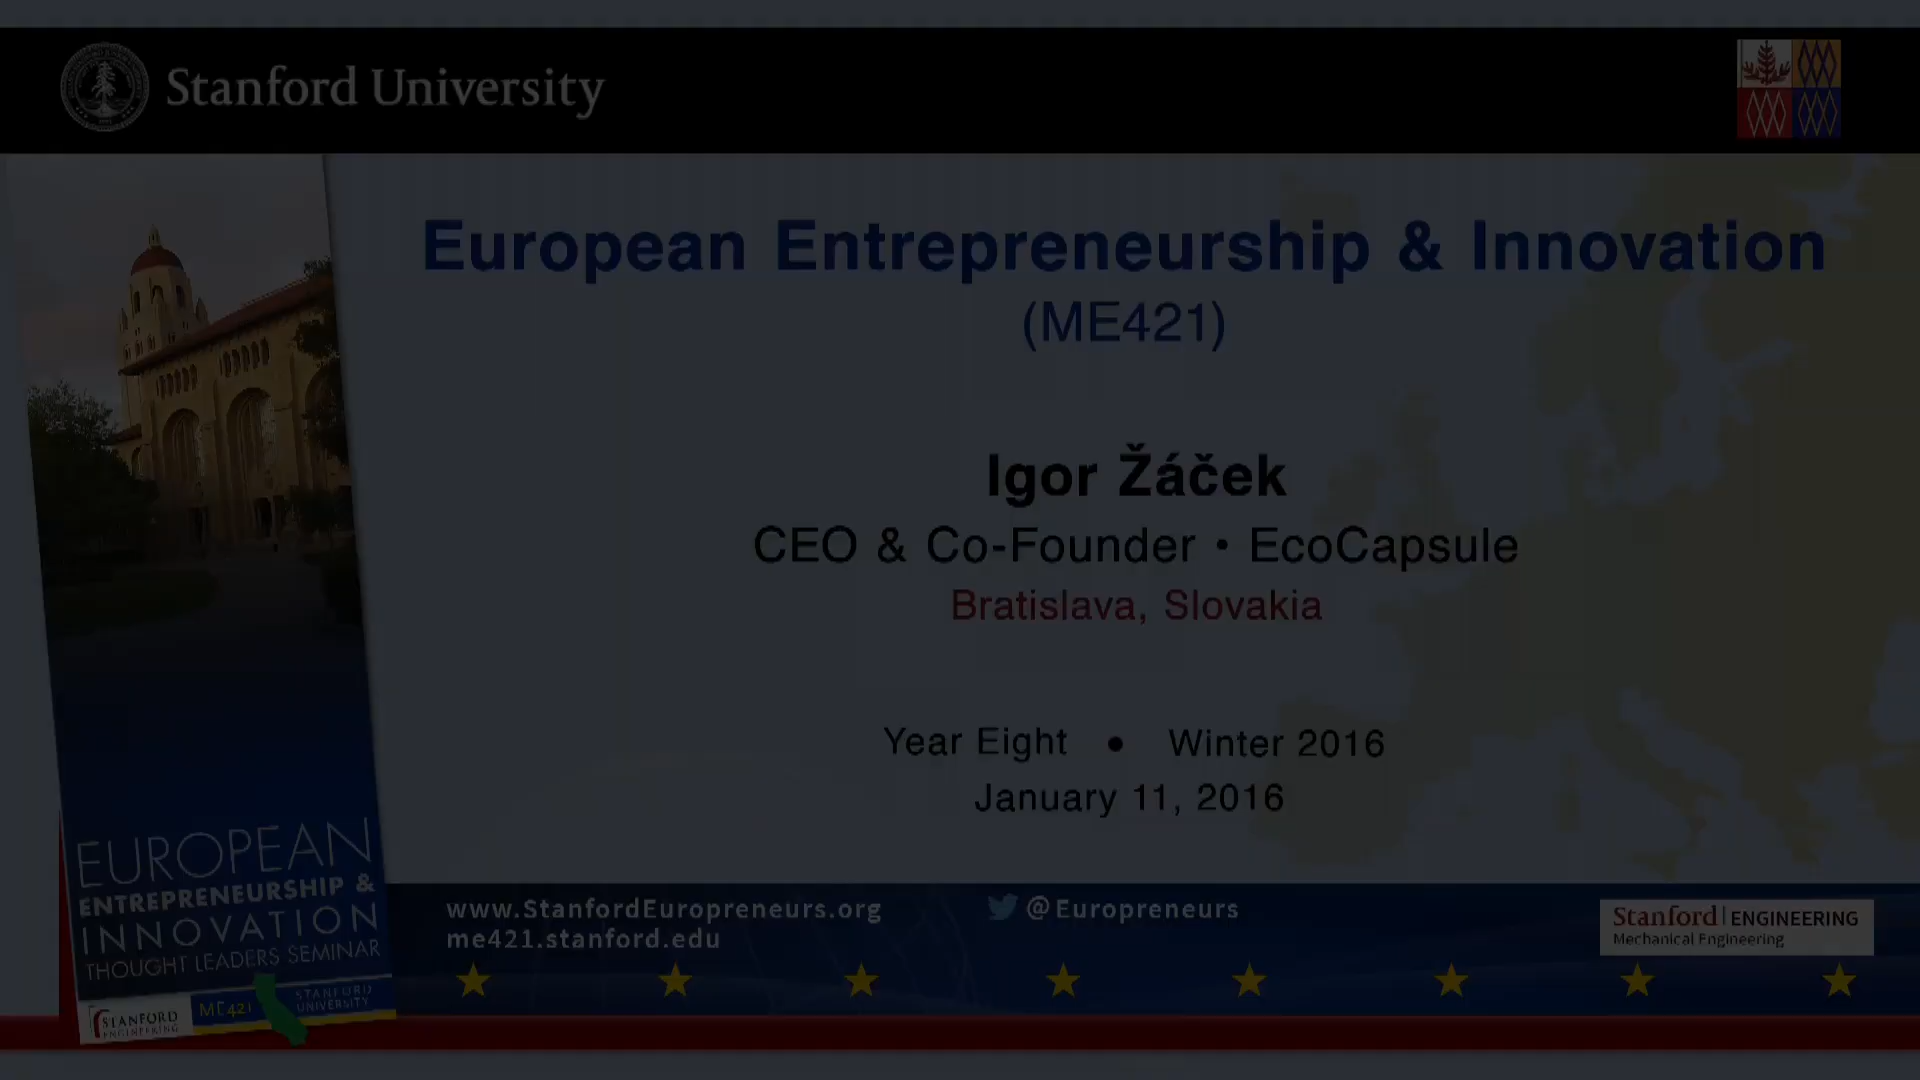 Stanford University
European Entrepreneurship & Innovation
(ME421)
Igor Žáček
CEO & Co-Founder • EcoCapsule
Bratislava, Slovakia
Year Eight • Winter 2016
January 11, 2016
EUROPEAN
ENTREPRENEURSHIP &
INNOVATION
THOUGHT LEADERS SEMINAR
STANFORD
ENGINEERING
ME421
STANFORD
UNIVERSITY
www.StanfordEuropreneurs.org
me421.stanford.edu
@Europreneurs
Stanford | ENGINEERING
Mechanical Engineering